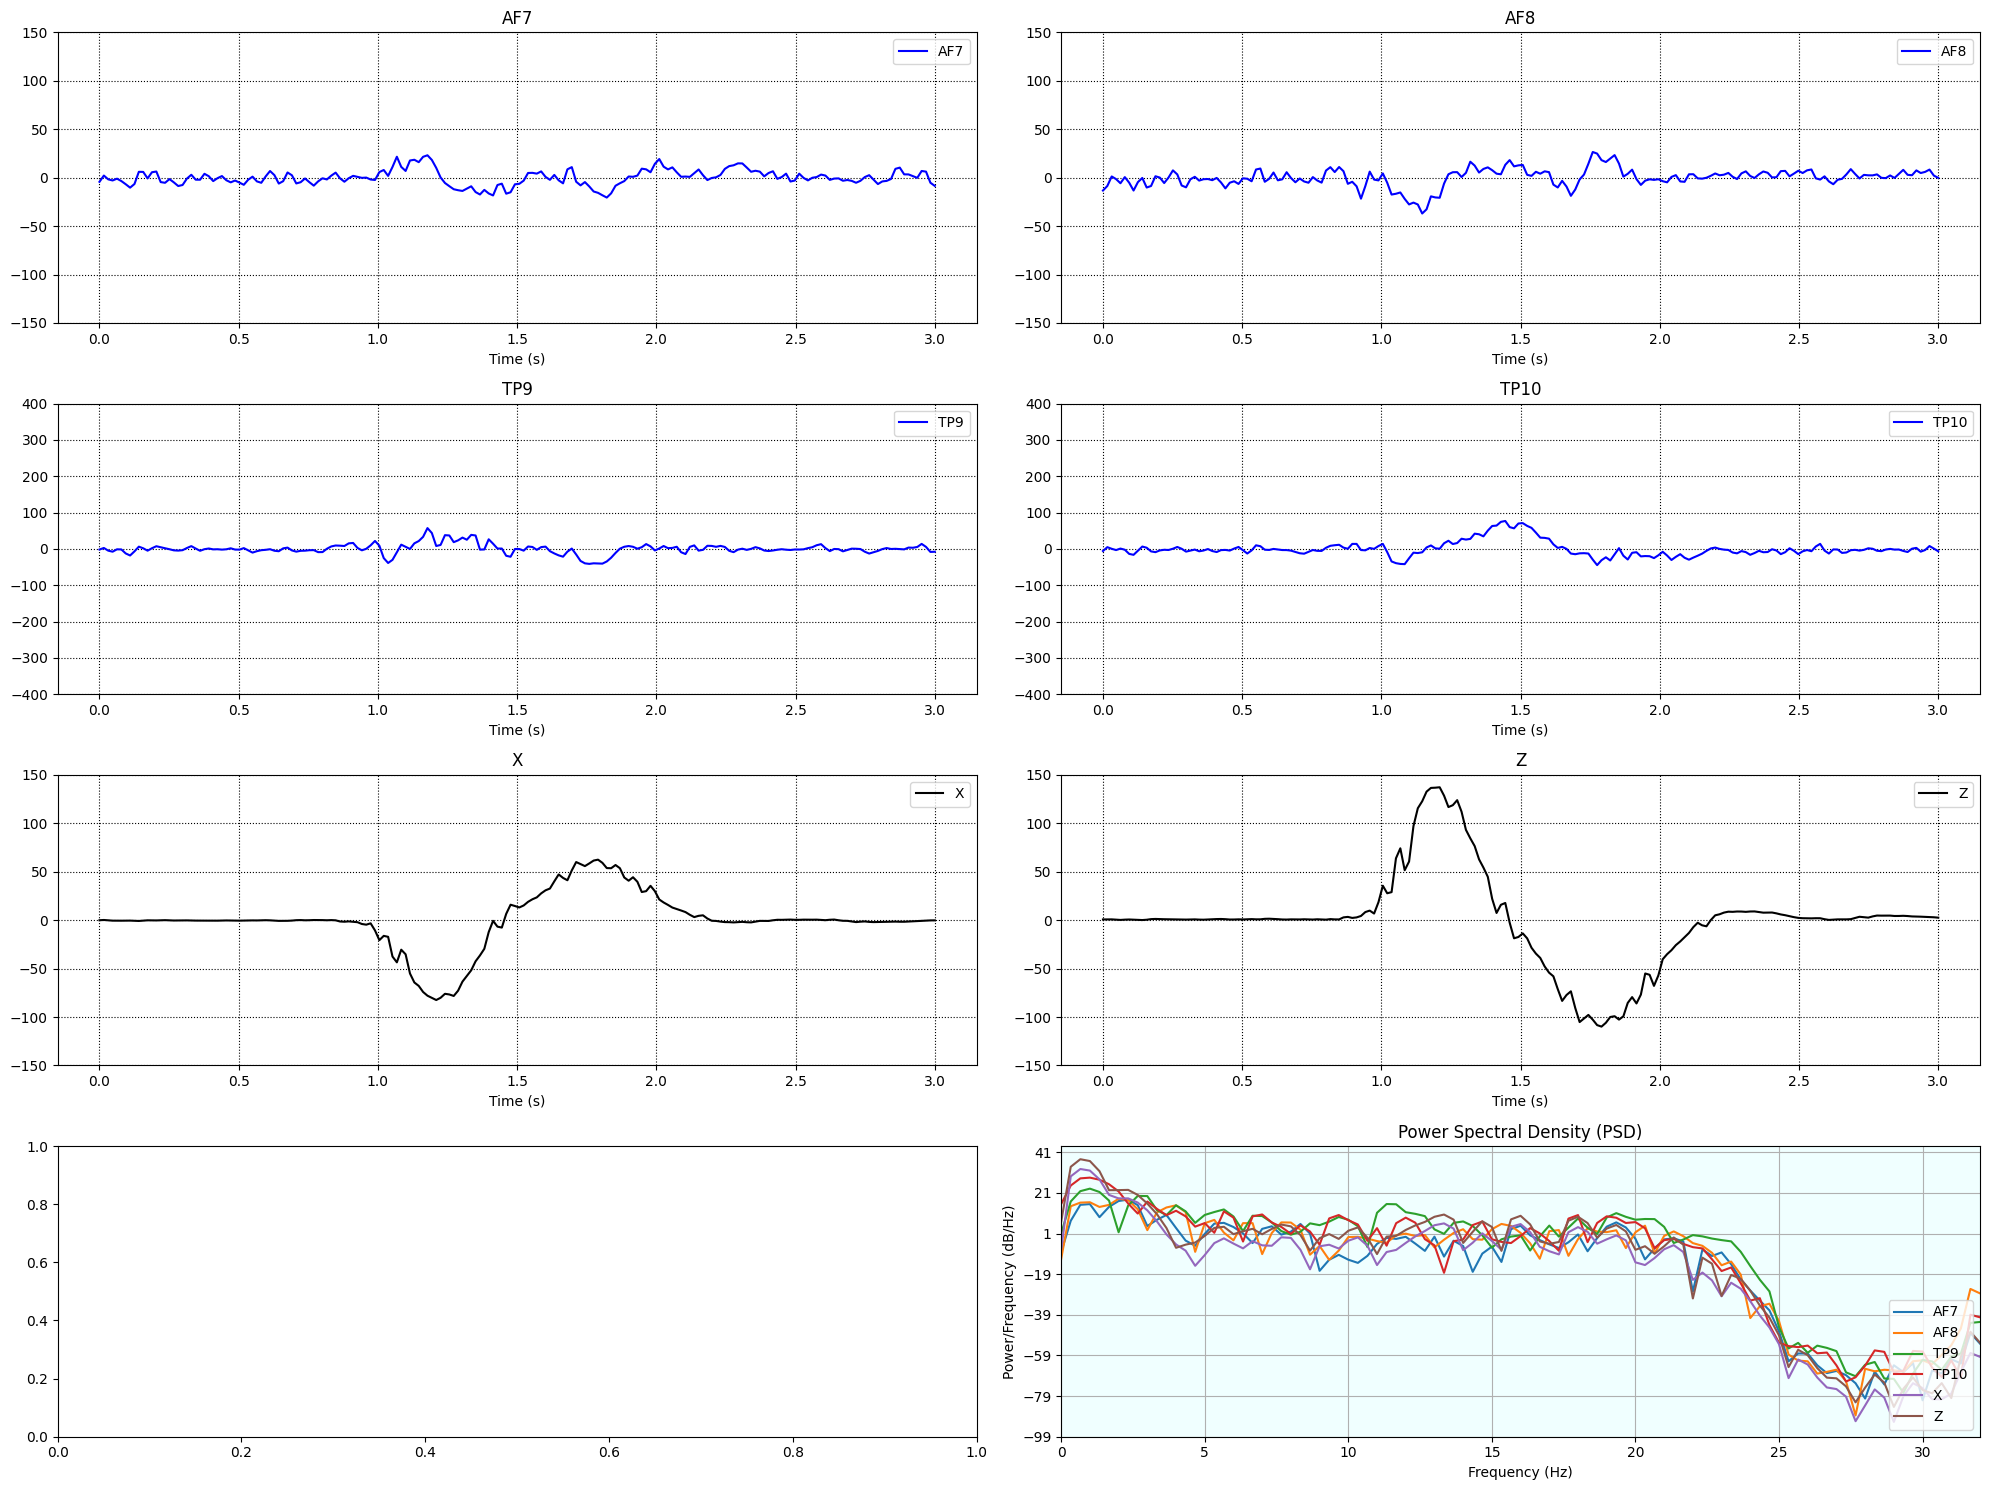 AF7
150
100
50
0
−50
−100
−150
0.0 0.5 1.0 1.5 2.0 2.5 3.0
Time (s)
AF7
AF8
150
100
50
0
−50
−100
−150
0.0 0.5 1.0 1.5 2.0 2.5 3.0
Time (s)
AF8
TP9
400
300
200
100
0
−100
−200
−300
−400
0.0 0.5 1.0 1.5 2.0 2.5 3.0
Time (s)
TP9
TP10
400
300
200
100
0
−100
−200
−300
−400
0.0 0.5 1.0 1.5 2.0 2.5 3.0
Time (s)
TP10
X
150
100
50
0
−50
−100
−150
0.0 0.5 1.0 1.5 2.0 2.5 3.0
Time (s)
X
Z
150
100
50
0
−50
−100
−150
0.0 0.5 1.0 1.5 2.0 2.5 3.0
Time (s)
Z
1.0
0.8
0.6
0.4
0.2
0.0
0.0 0.2 0.4 0.6 0.8 1.0
Power Spectral Density (PSD)
Power/Frequency (dB/Hz)
41
21
1
−19
−39
−59
−79
−99
0 5 10 15 20 25 30
Frequency (Hz)
AF7
AF8
TP9
TP10
X
Z